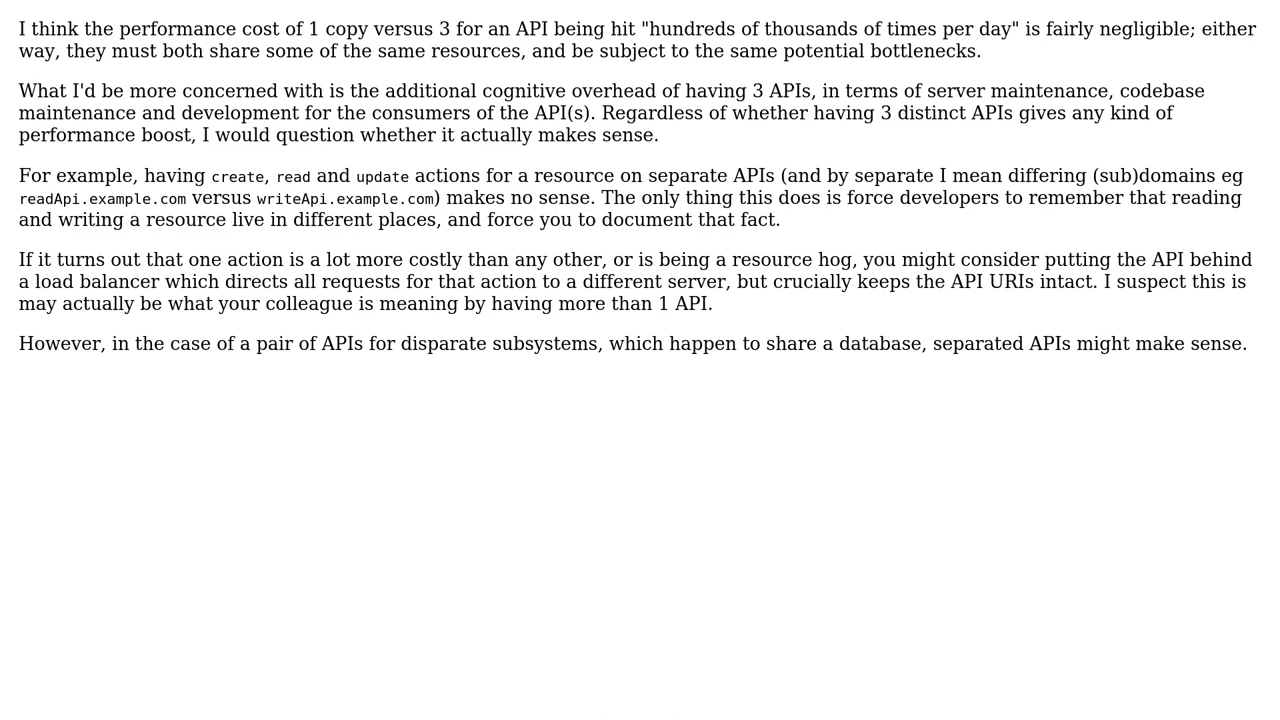 I think the performance cost of 1 copy versus 3 for an API being hit "hundreds of thousands of times per day" is fairly negligible; either
way, they must both share some of the same resources, and be subject to the same potential bottlenecks.
What I'd be more concerned with is the additional cognitive overhead of having 3 APIs, in terms of server maintenance, codebase
maintenance and development for the consumers of the API(s). Regardless of whether having 3 distinct APIs gives any kind of
performance boost, I would question whether it actually makes sense.
For example, having create, read and update actions for a resource on separate APIs (and by separate I mean differing (sub)domains eg
readApi.example.com versus writeApi.example.com) makes no sense. The only thing this does is force developers to remember that reading
and writing a resource live in different places, and force you to document that fact.
If it turns out that one action is a lot more costly than any other, or is being a resource hog, you might consider putting the API behind
a load balancer which directs all requests for that action to a different server, but crucially keeps the API URIs intact. I suspect this is
may actually be what your colleague is meaning by having more than 1 API.
However, in the case of a pair of APIs for disparate subsystems, which happen to share a database, separated APIs might make sense.